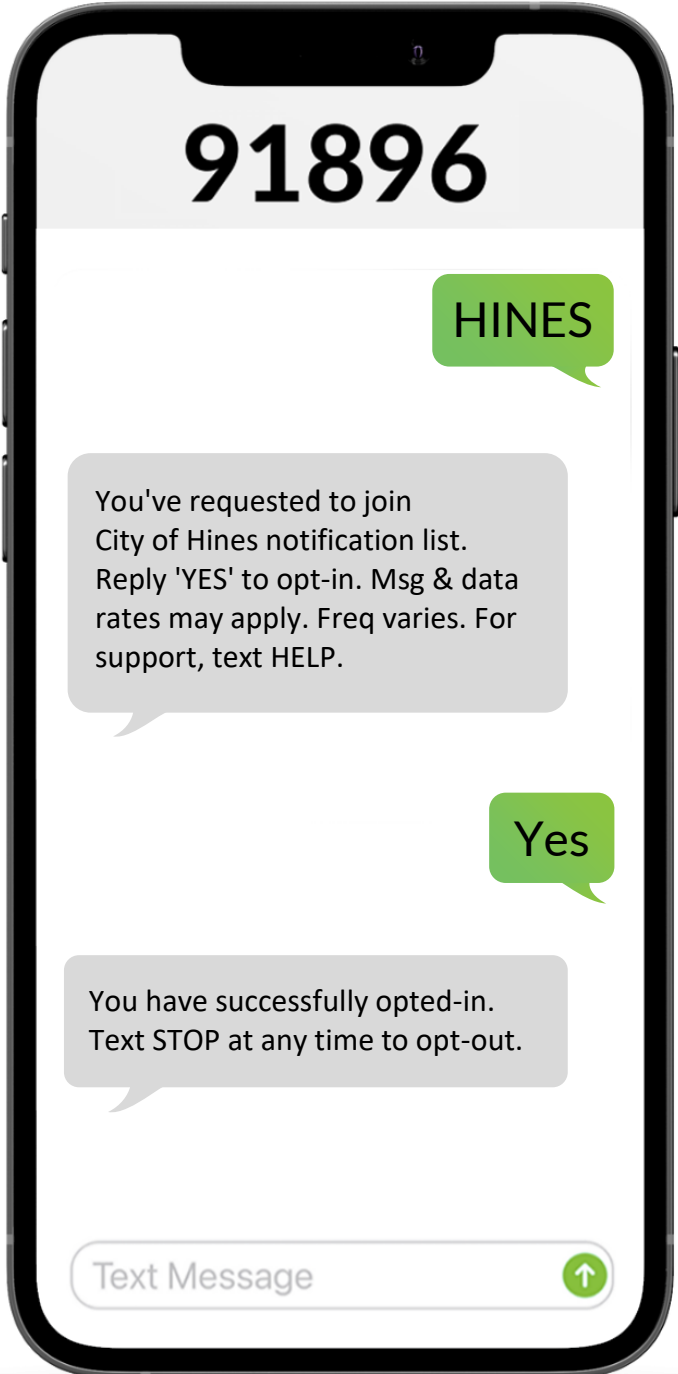 91896
HINES
You've requested to join
City of Hines notification list.
Reply 'YES' to opt-in. Msg & data
rates may apply. Freq varies. For
support, text HELP.
Yes
You have successfully opted-in.
Text STOP at any time to opt-out.
Text Message